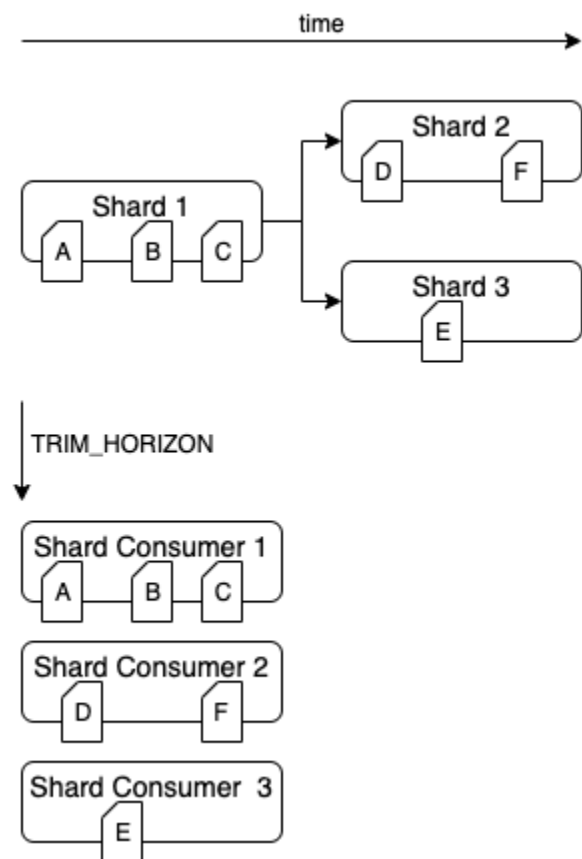 time
Shard 2
D
F
Shard 1
A
B
C
Shard 3
E
TRIM_HORIZON
Shard Consumer 1
A
B
C
Shard Consumer 2
D
F
Shard Consumer 3
E